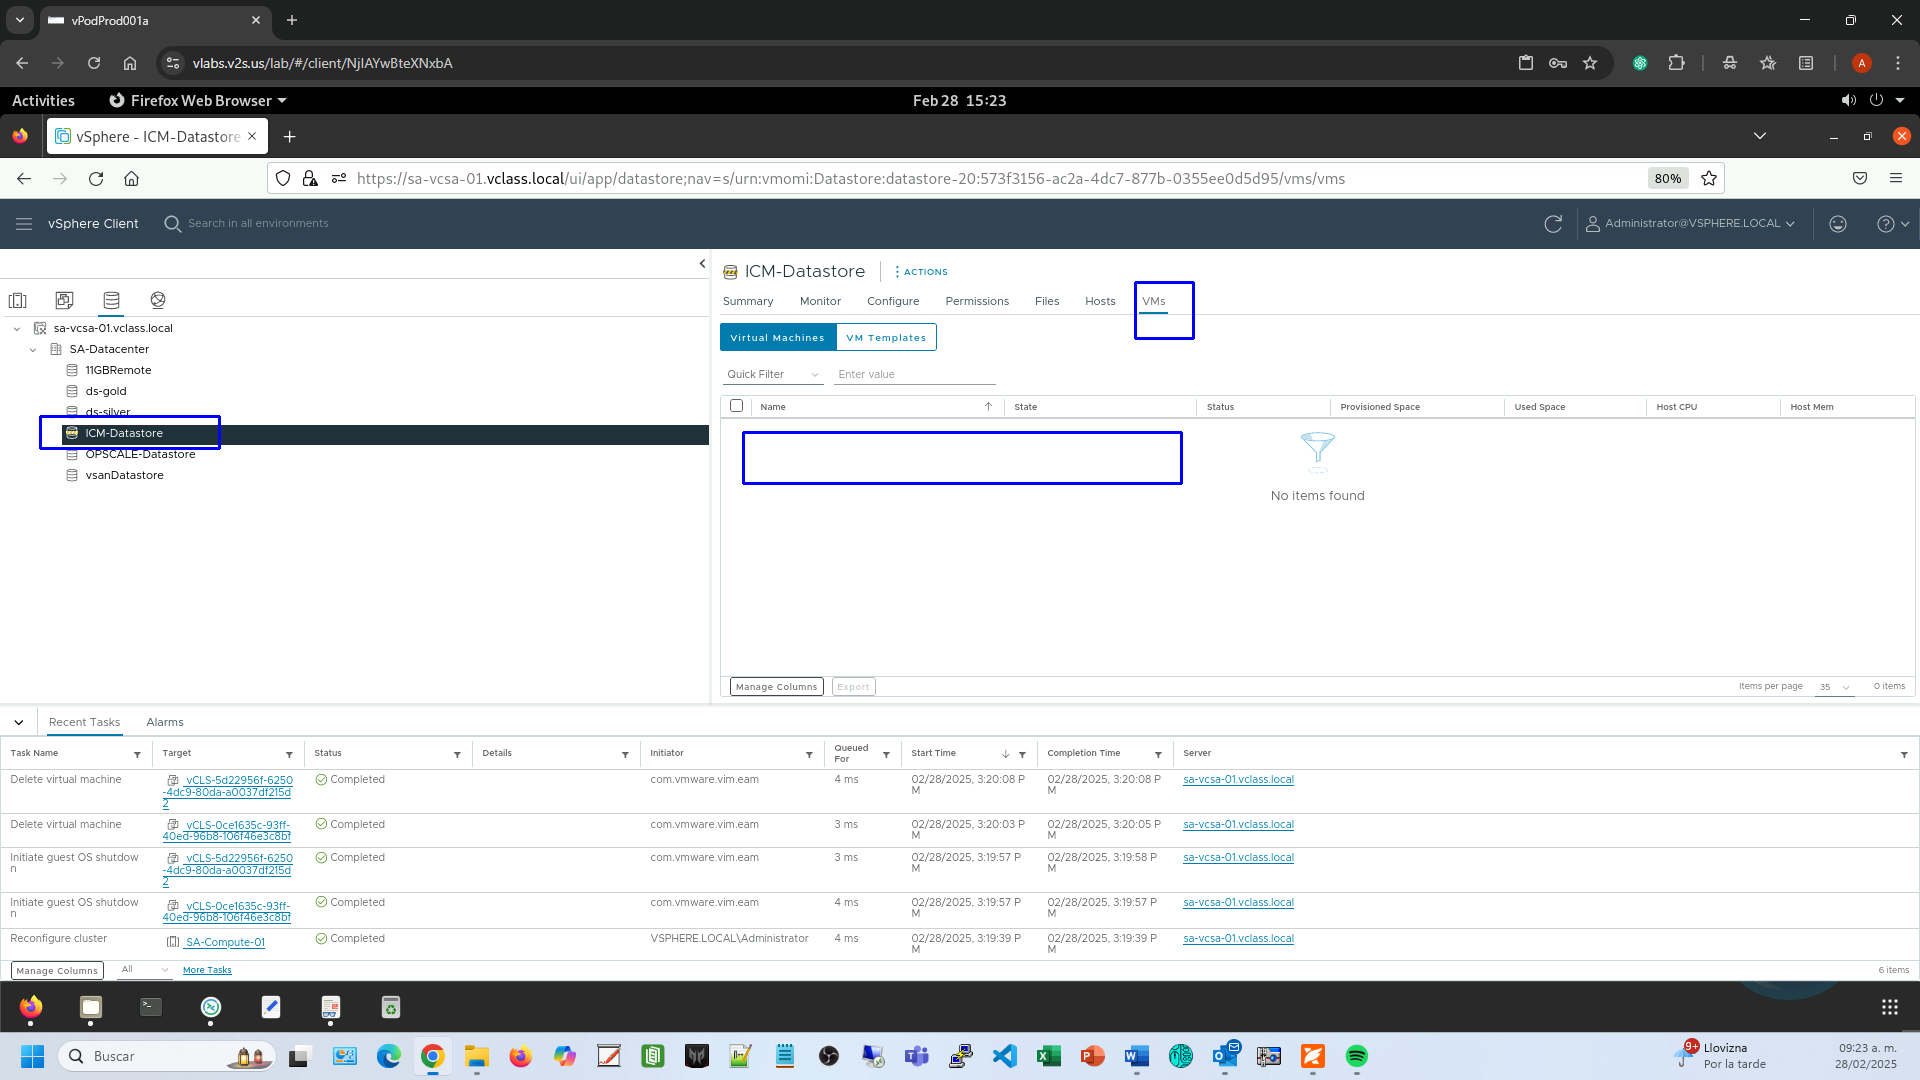 vPodProd001a
vlabs.v2s.us/lab/#/client/NjIAYwBteXNxbA
A
Activities
Firefox Web Browser
Feb 28 15:23
vSphere - ICM-Datastore
https://sa-vcsa-01.vclass.local/ui/app/datastore;nav=s/urn:vmomi:Datastore:datastore-20:573f3156-ac2a-4dc7-877b-0355ee0d5d95/vms/vms
80%
vSphere Client
Search in all environments
Administrator@VSPHERE.LOCAL
ICM-Datastore
ACTIONS
Summary Monitor Configure Permissions Files Hosts VMs
sa-vcsa-01.vclass.local
SA-Datacenter
11GBRemote
ds-gold
ds-silver
ICM-Datastore
OPSCALE-Datastore
vsanDatastore
Virtual Machines VM Templates
Quick Filter Enter value
Name State Status Provisioned Space Used Space Host CPU Host Mem
No items found
Manage Columns Export
Items per page 35 0 items
Recent Tasks Alarms
Task Name Target Status Details Initiator Queued For Start Time Completion Time Server
Delete virtual machine vCLS-5d22956f-6250 Completed com.vmware.vim.eam 4 ms 02/28/2025, 3:20:08 P 02/28/2025, 3:20:08 P sa-vcsa-01.vclass.local
-4dc9-80da-a0037df215d M M
2
Delete virtual machine vCLS-0ce1635c-93ff- Completed com.vmware.vim.eam 3 ms 02/28/2025, 3:20:03 P 02/28/2025, 3:20:05 P sa-vcsa-01.vclass.local
40ed-96b8-106f46e3c8bf M M
Initiate guest OS shutdow vCLS-5d22956f-6250 Completed com.vmware.vim.eam 3 ms 02/28/2025, 3:19:57 P 02/28/2025, 3:19:58 P sa-vcsa-01.vclass.local
n -4dc9-80da-a0037df215d M M
2
Initiate guest OS shutdow vCLS-0ce1635c-93ff- Completed com.vmware.vim.eam 4 ms 02/28/2025, 3:19:57 P 02/28/2025, 3:19:57 P sa-vcsa-01.vclass.local
n 40ed-96b8-106f46e3c8bf M M
Reconfigure cluster SA-Compute-01 Completed VSPHERE.LOCAL\Administrator 4 ms 02/28/2025, 3:19:39 P 02/28/2025, 3:19:39 P sa-vcsa-01.vclass.local
M M
Manage Columns All More Tasks 6 items
Buscar
9+
Llovizna
Por la tarde
09:23 a. m.
28/02/2025